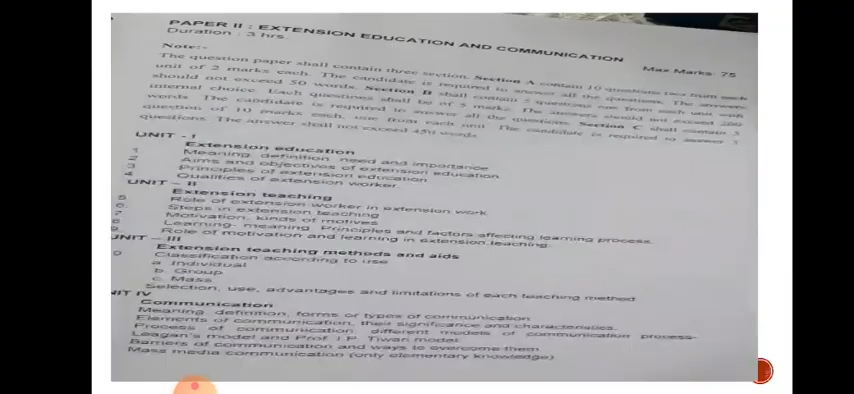 PAPER II : EXTENSION EDUCATION AND COMMUNICATION
Duration : 3 hrs.
Max Marks: 75
Note:-
The question paper shall contain three section. Section A contain 10 questions two from each
unit of 2 marks each. The candidate is required to answer all the questions. The answers
should not exceed 50 words. Section B shall contain 5 questions one from each unit with
internal choice. Each questions shall be of 5 marks. The answers should not exceed 200
words. The candidate is required to answer all the questions. Section C shall contain 5
question of 10 marks each, one from each unit. The candidate is required to answer 3
questions. The answer shall not exceed 450 words.
UNIT - I
Extension education
1 Meaning, definition, need and importance
2 Aims and objectives of extension education
3 Principles of extension education
4 Qualities of extension worker.
UNIT - II
Extension teaching
5 Role of extension worker in extension work
6 Steps in extension teaching
7 Motivation, kinds of motives
8 Learning- meaning, Principles and factors affecting learning process.
9. Role of motivation and learning in extension teaching.
UNIT - III
Extension teaching methods and aids
0 Classification according to use
a Individual
b Group
c Mass
Selection, use, advantages and limitations of each teaching method
NIT IV
Communication
Meaning, definition, forms or types of communication
Elements of communication, their significance and characteristics.
Process of communication, different models of communication process-
Leagan's model and Prof. J.P. Tiwari model.
Barriers of communication and ways to overcome them
Mass media communication (only elementary knowledge)